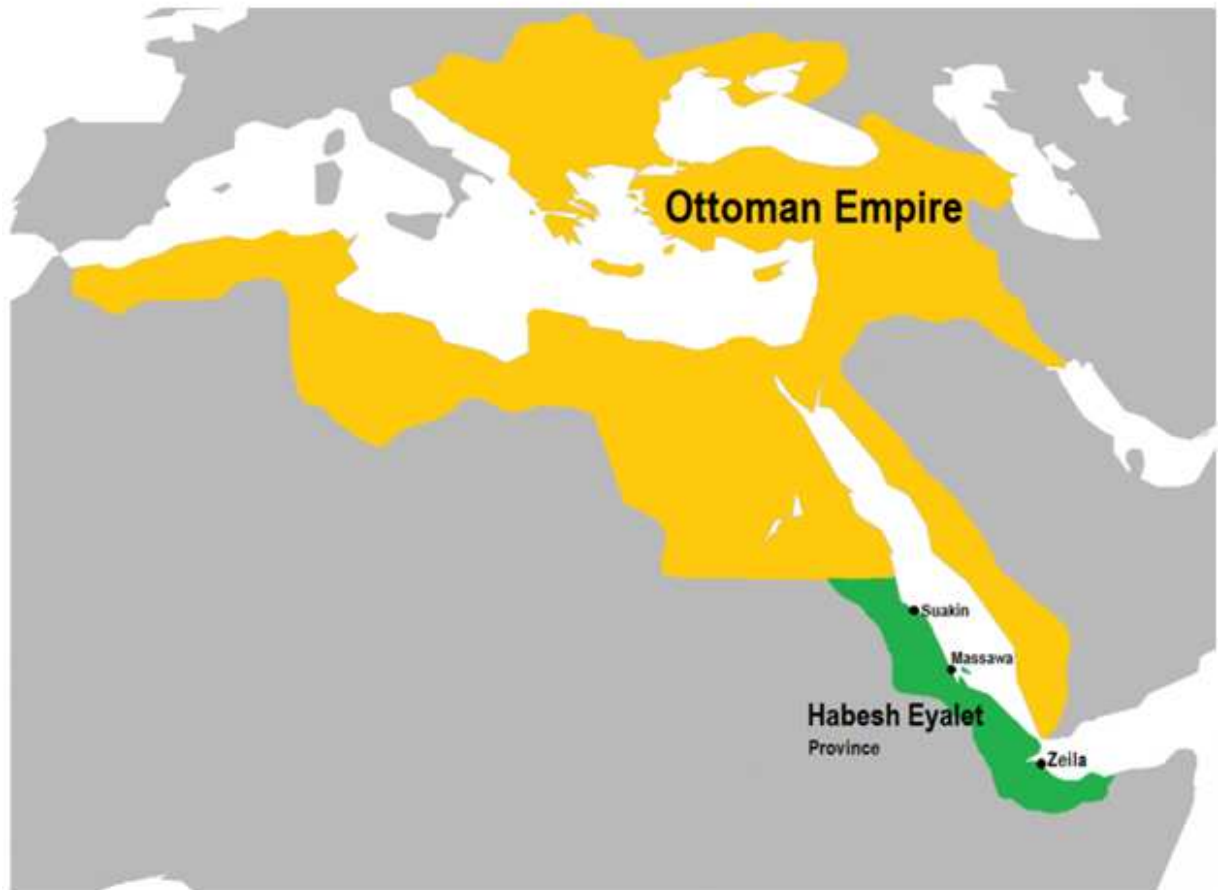 Ottoman Empire
Suakin
Massawa
Habesh Eyalet
Province
Zeila